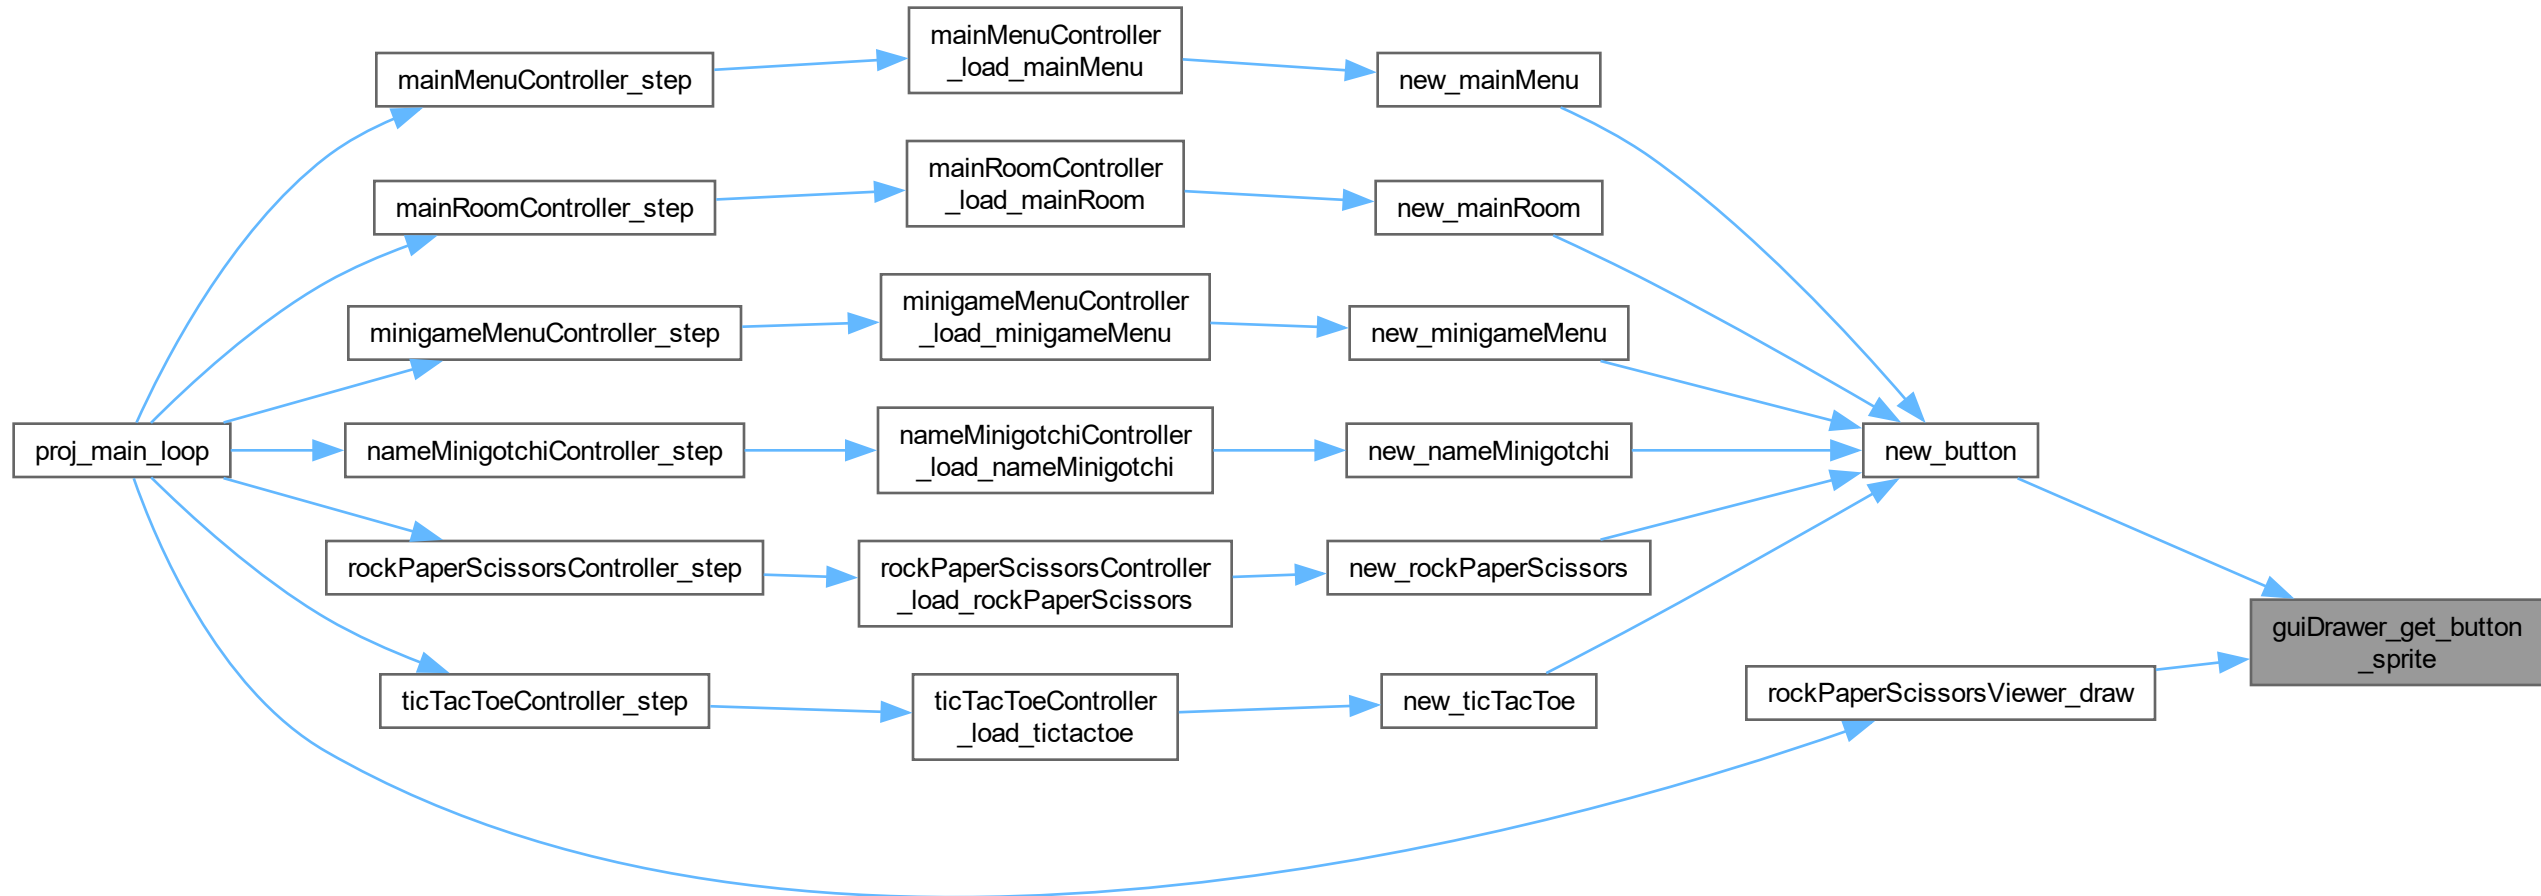 mainMenuController
_load_mainMenu
mainMenuController_step
new_mainMenu
mainRoomController
_load_mainRoom
mainRoomController_step
new_mainRoom
minigameMenuController
_load_minigameMenu
minigameMenuController_step
new_minigameMenu
proj_main_loop
nameMinigotchiController_step
nameMinigotchiController
_load_nameMinigotchi
new_nameMinigotchi
new_button
rockPaperScissorsController_step
rockPaperScissorsController
_load_rockPaperScissors
new_rockPaperScissors
guiDrawer_get_button
_sprite
ticTacToeController_step
ticTacToeController
_load_tictactoe
new_ticTacToe
rockPaperScissorsViewer_draw